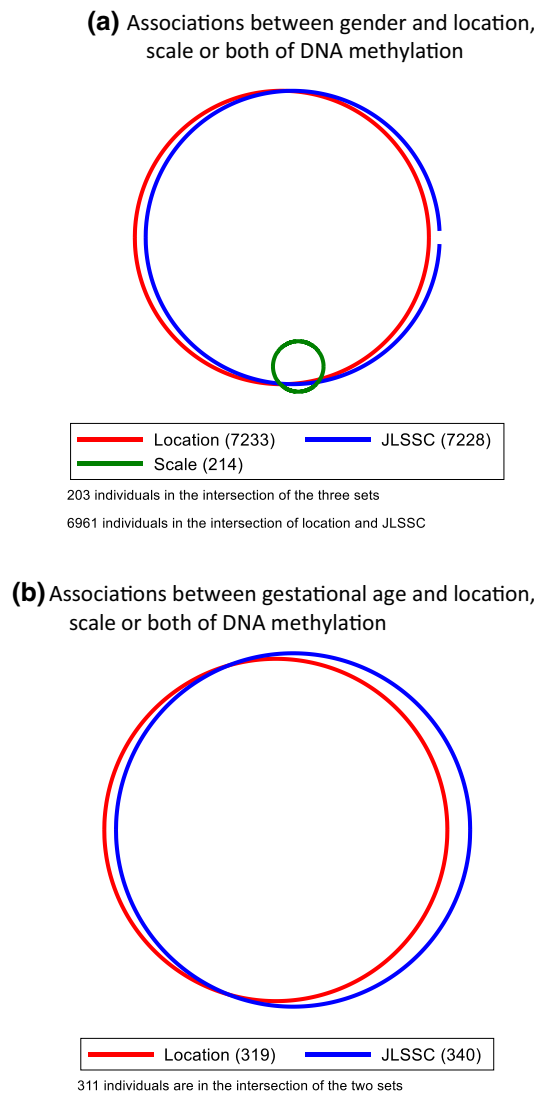 (a) Associations between gender and location,
scale or both of DNA methylation
Location (7233) JLSSC (7228)
Scale (214)
203 individuals in the intersection of the three sets
6961 individuals in the intersection of location and JLSSC
(b) Associations between gestational age and location,
scale or both of DNA methylation
Location (319) JLSSC (340)
311 individuals are in the intersection of the two sets